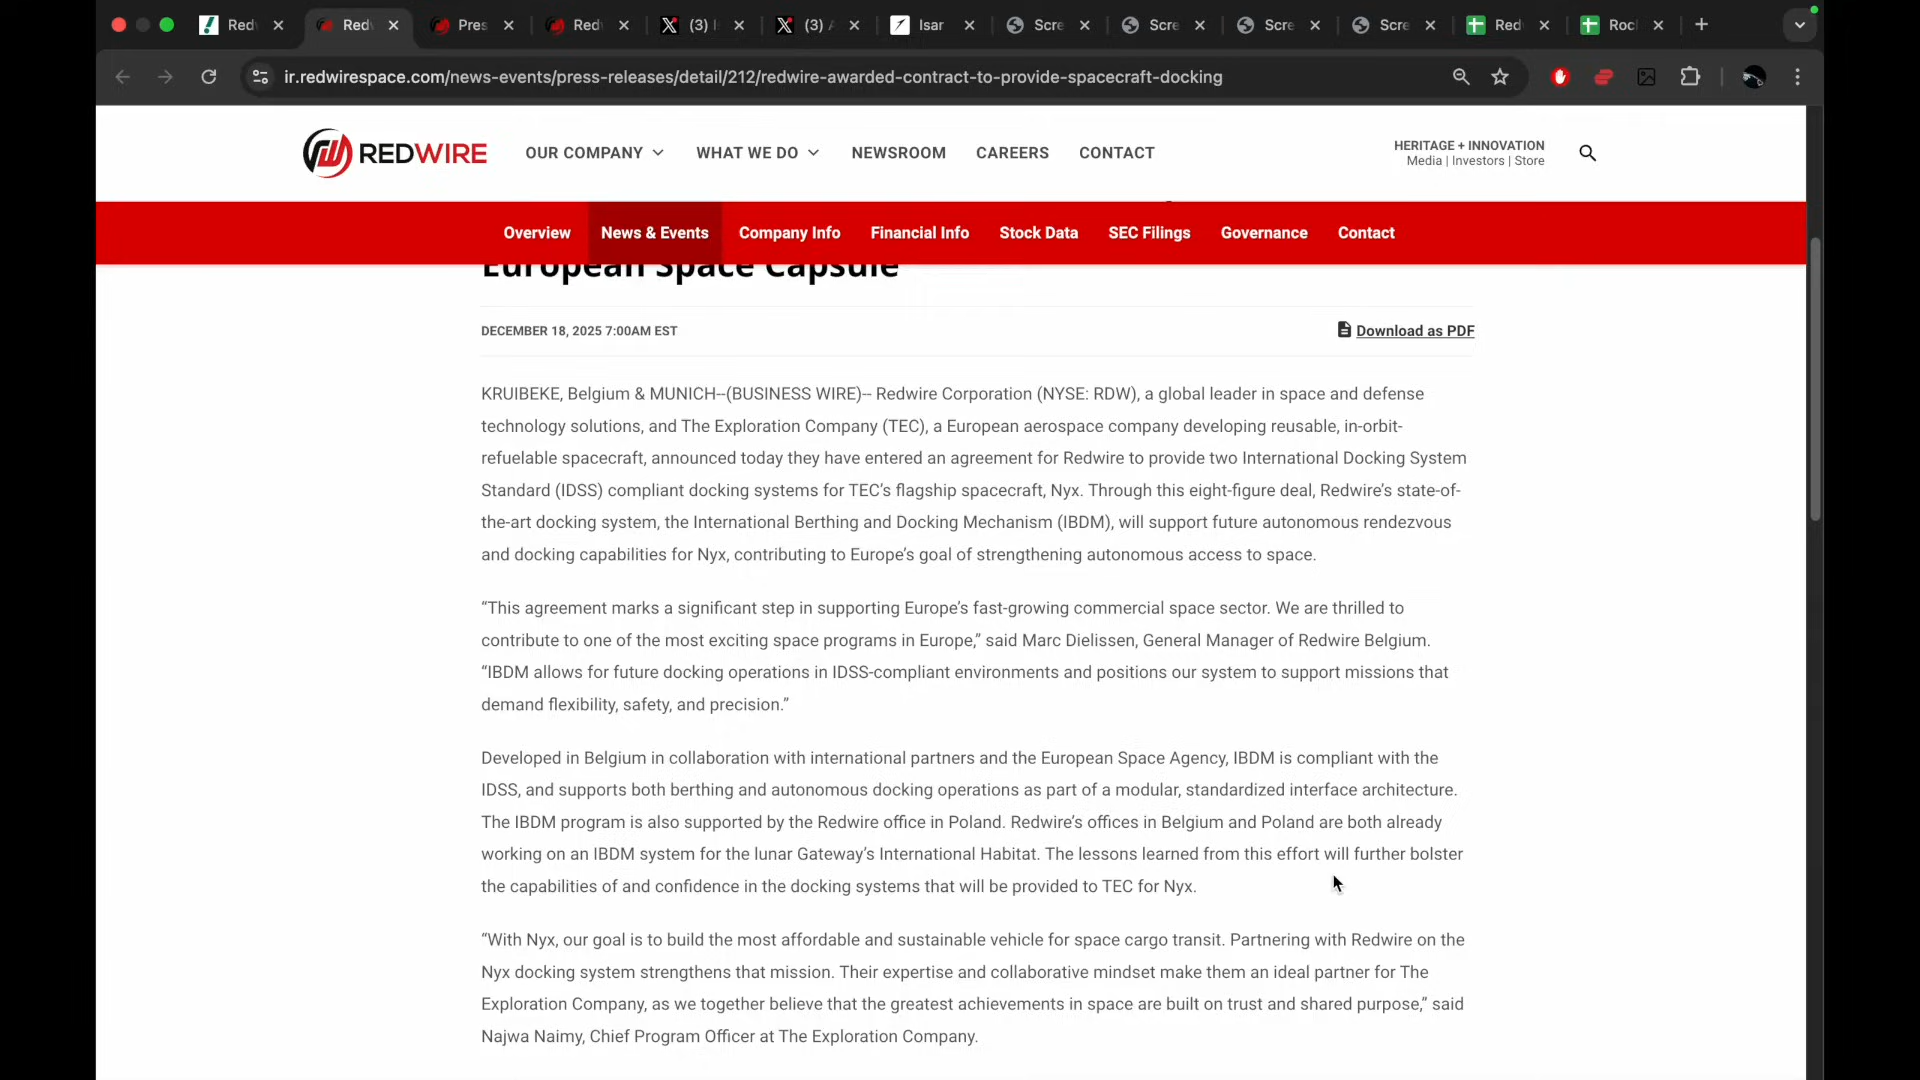 Red
Red
Pres
Red
(3)
(3)
Isar
Scre
Scre
Scre
Scre
Red
Roc
ir.redwirespace.com/news-events/press-releases/detail/212/redwire-awarded-contract-to-provide-spacecraft-docking
REDWIRE
OUR COMPANY
WHAT WE DO
NEWSROOM
CAREERS
CONTACT
HERITAGE + INNOVATION
Media | Investors | Store
Overview
News & Events
Company Info
Financial Info
Stock Data
SEC Filings
Governance
Contact
European Space Capsule
DECEMBER 18, 2025 7:00AM EST
Download as PDF
KRUIBEKE, Belgium & MUNICH--(BUSINESS WIRE)-- Redwire Corporation (NYSE: RDW), a global leader in space and defense
technology solutions, and The Exploration Company (TEC), a European aerospace company developing reusable, in-orbit-
refuelable spacecraft, announced today they have entered an agreement for Redwire to provide two International Docking System
Standard (IDSS) compliant docking systems for TEC’s flagship spacecraft, Nyx. Through this eight-figure deal, Redwire’s state-of-
the-art docking system, the International Berthing and Docking Mechanism (IBDM), will support future autonomous rendezvous
and docking capabilities for Nyx, contributing to Europe’s goal of strengthening autonomous access to space.
“This agreement marks a significant step in supporting Europe’s fast-growing commercial space sector. We are thrilled to
contribute to one of the most exciting space programs in Europe,” said Marc Dielissen, General Manager of Redwire Belgium.
“IBDM allows for future docking operations in IDSS-compliant environments and positions our system to support missions that
demand flexibility, safety, and precision.”
Developed in Belgium in collaboration with international partners and the European Space Agency, IBDM is compliant with the
IDSS, and supports both berthing and autonomous docking operations as part of a modular, standardized interface architecture.
The IBDM program is also supported by the Redwire office in Poland. Redwire’s offices in Belgium and Poland are both already
working on an IBDM system for the lunar Gateway’s International Habitat. The lessons learned from this effort will further bolster
the capabilities of and confidence in the docking systems that will be provided to TEC for Nyx.
“With Nyx, our goal is to build the most affordable and sustainable vehicle for space cargo transit. Partnering with Redwire on the
Nyx docking system strengthens that mission. Their expertise and collaborative mindset make them an ideal partner for The
Exploration Company, as we together believe that the greatest achievements in space are built on trust and shared purpose,” said
Najwa Naimy, Chief Program Officer at The Exploration Company.